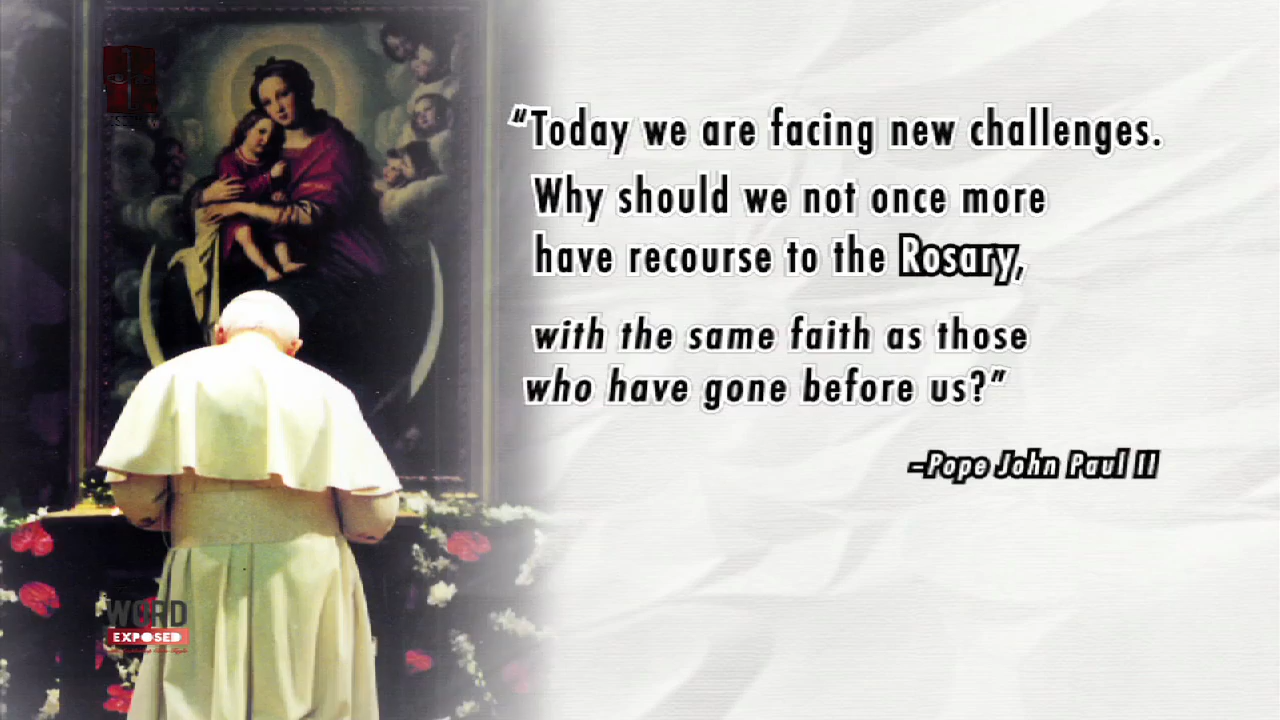 “Today we are facing new challenges.
Why should we not once more
have recourse to the Rosary,
with the same faith as those
who have gone before us?”
–Pope John Paul II
WORD
EXPOSED